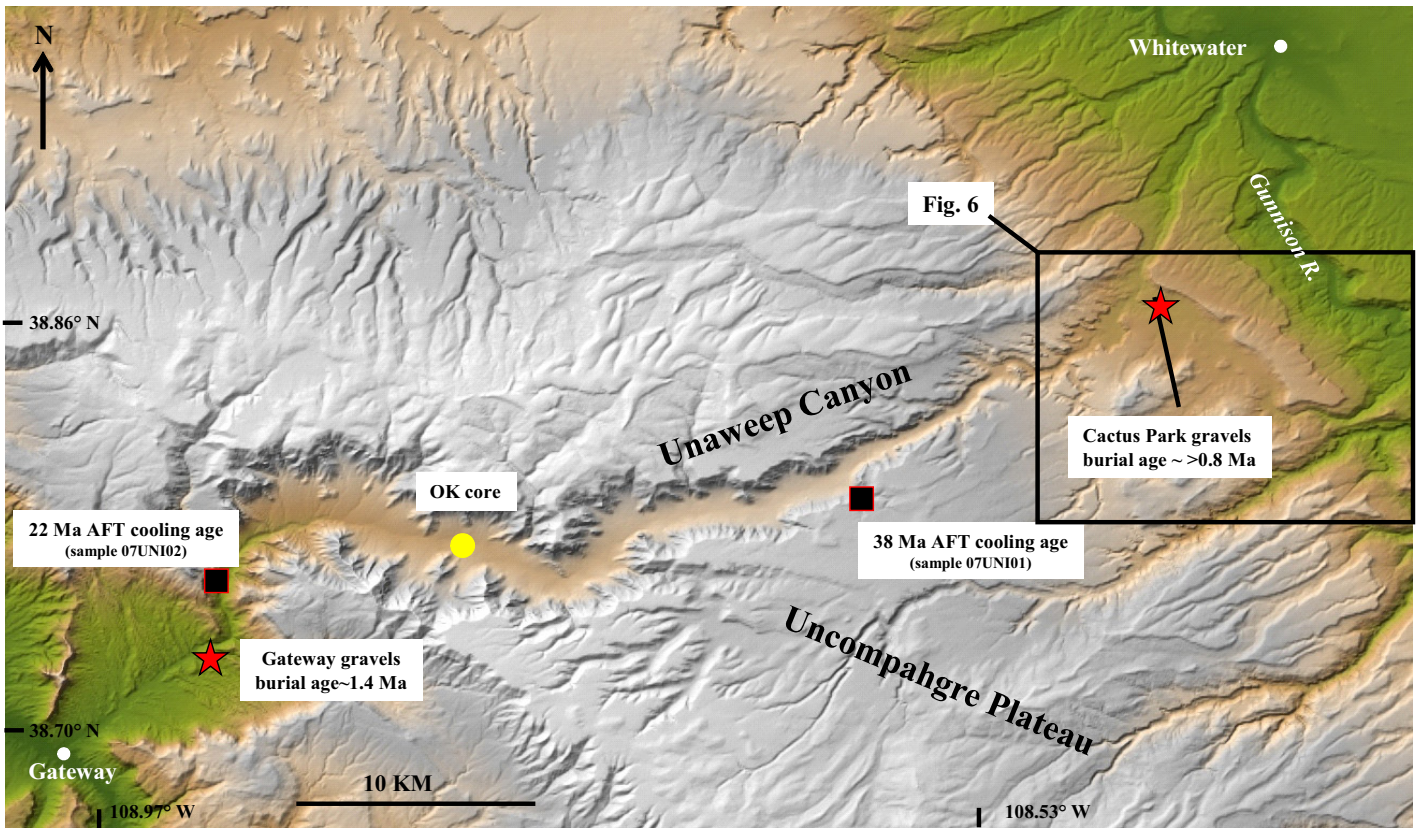 N
Whitewater
Fig. 6
Gunnison R.
38.86° N
Unaweep Canyon
Cactus Park gravels
burial age ~ >0.8 Ma
OK core
22 Ma AFT cooling age
(sample 07UNI02)
38 Ma AFT cooling age
(sample 07UNI01)
Uncompahgre Plateau
Gateway gravels
burial age~1.4 Ma
38.70° N
Gateway
10 KM
108.97° W
108.53° W